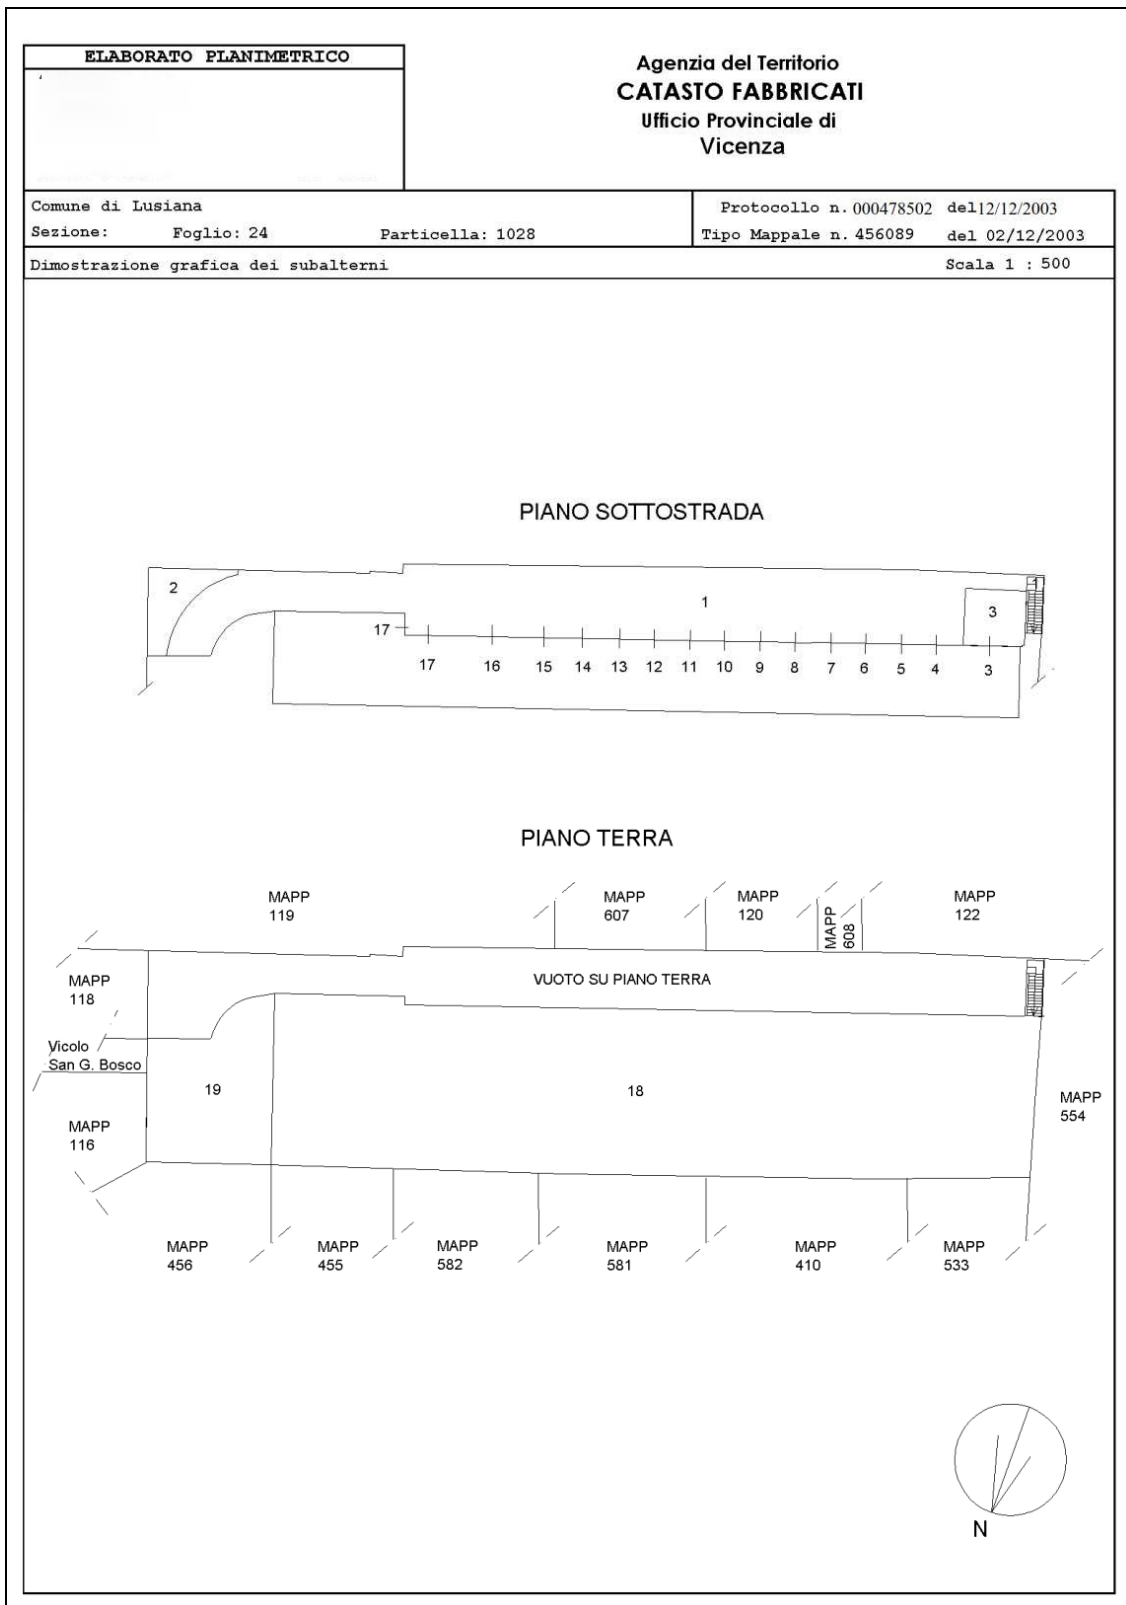 ELABORATO PLANIMETRICO
Agenzia del Territorio
CATASTO FABBRICATI
Ufficio Provinciale di
Vicenza
Comune di Lusiana
Sezione: Foglio: 24 Particella: 1028
Protocollo n. 000478502 del 12/12/2003
Tipo Mappale n. 456089 del 02/12/2003
Dimostrazione grafica dei subalterni
Scala 1 : 500
PIANO SOTTOSTRADA
2
1
1
3
17
17 16 15 14 13 12 11 10 9 8 7 6 5 4 3
PIANO TERRA
MAPP
119
MAPP
607
MAPP
120
MAPP
608
MAPP
122
MAPP
118
VUOTO SU PIANO TERRA
Vicolo
San G. Bosco
19
18
MAPP
554
MAPP
116
MAPP
456
MAPP
455
MAPP
582
MAPP
581
MAPP
410
MAPP
533
N